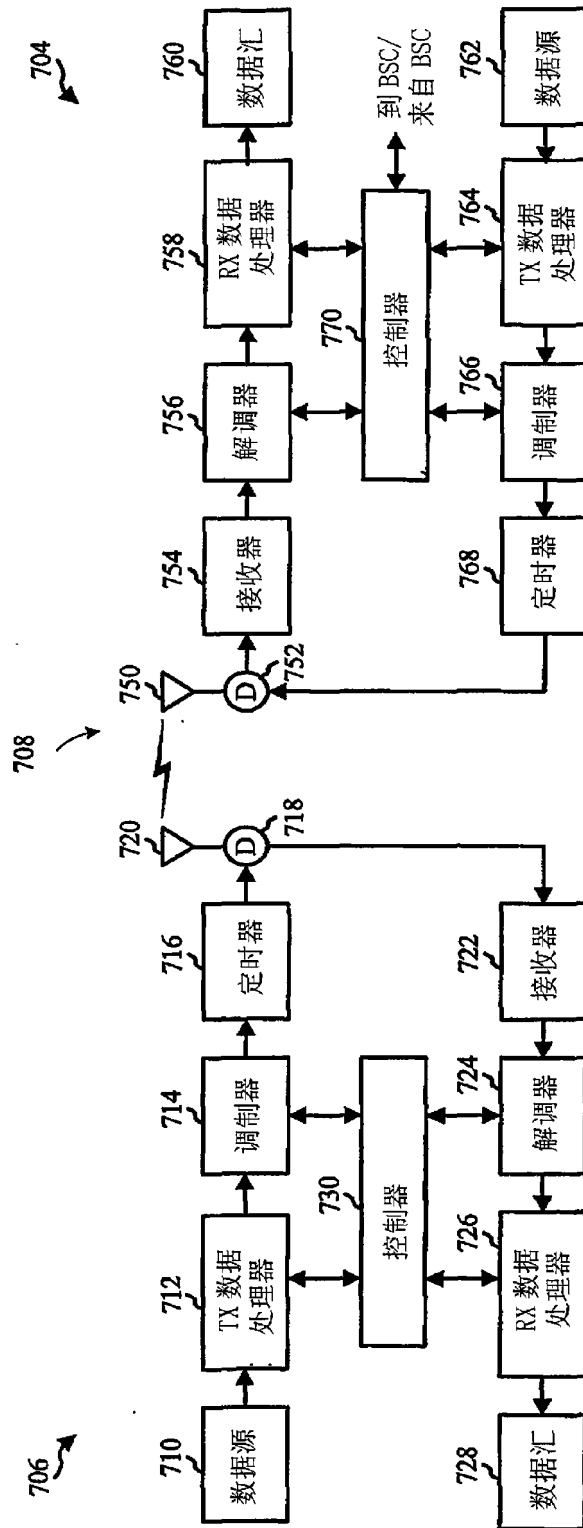 706
708
704
710
数据源
712
TX 数据
处理器
714
调制器
716
定时器
720
D
718
750
D
752
754
接收器
756
解调器
758
RX 数据
处理器
760
数据汇
730
控制器
770
控制器
到 BSC/
来自 BSC
728
数据汇
726
RX 数据
处理器
724
解调器
722
接收器
768
定时器
766
调制器
764
TX 数据
处理器
762
数据源